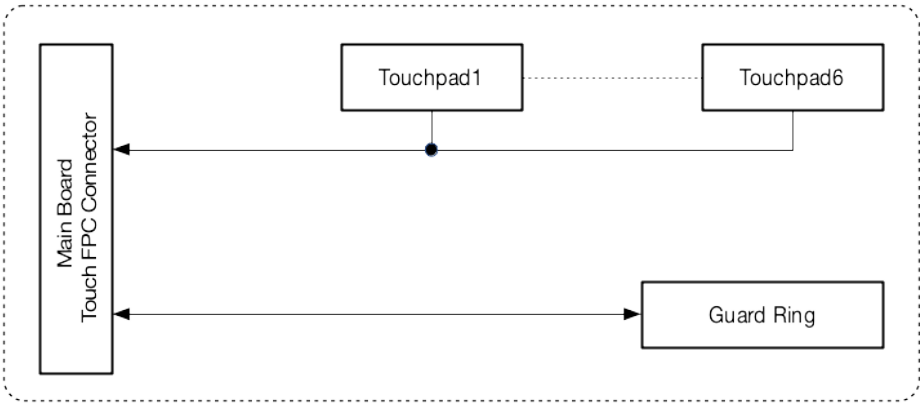 Touchpad1
Touchpad6
Main Board
Touch FPC Connector
Guard Ring